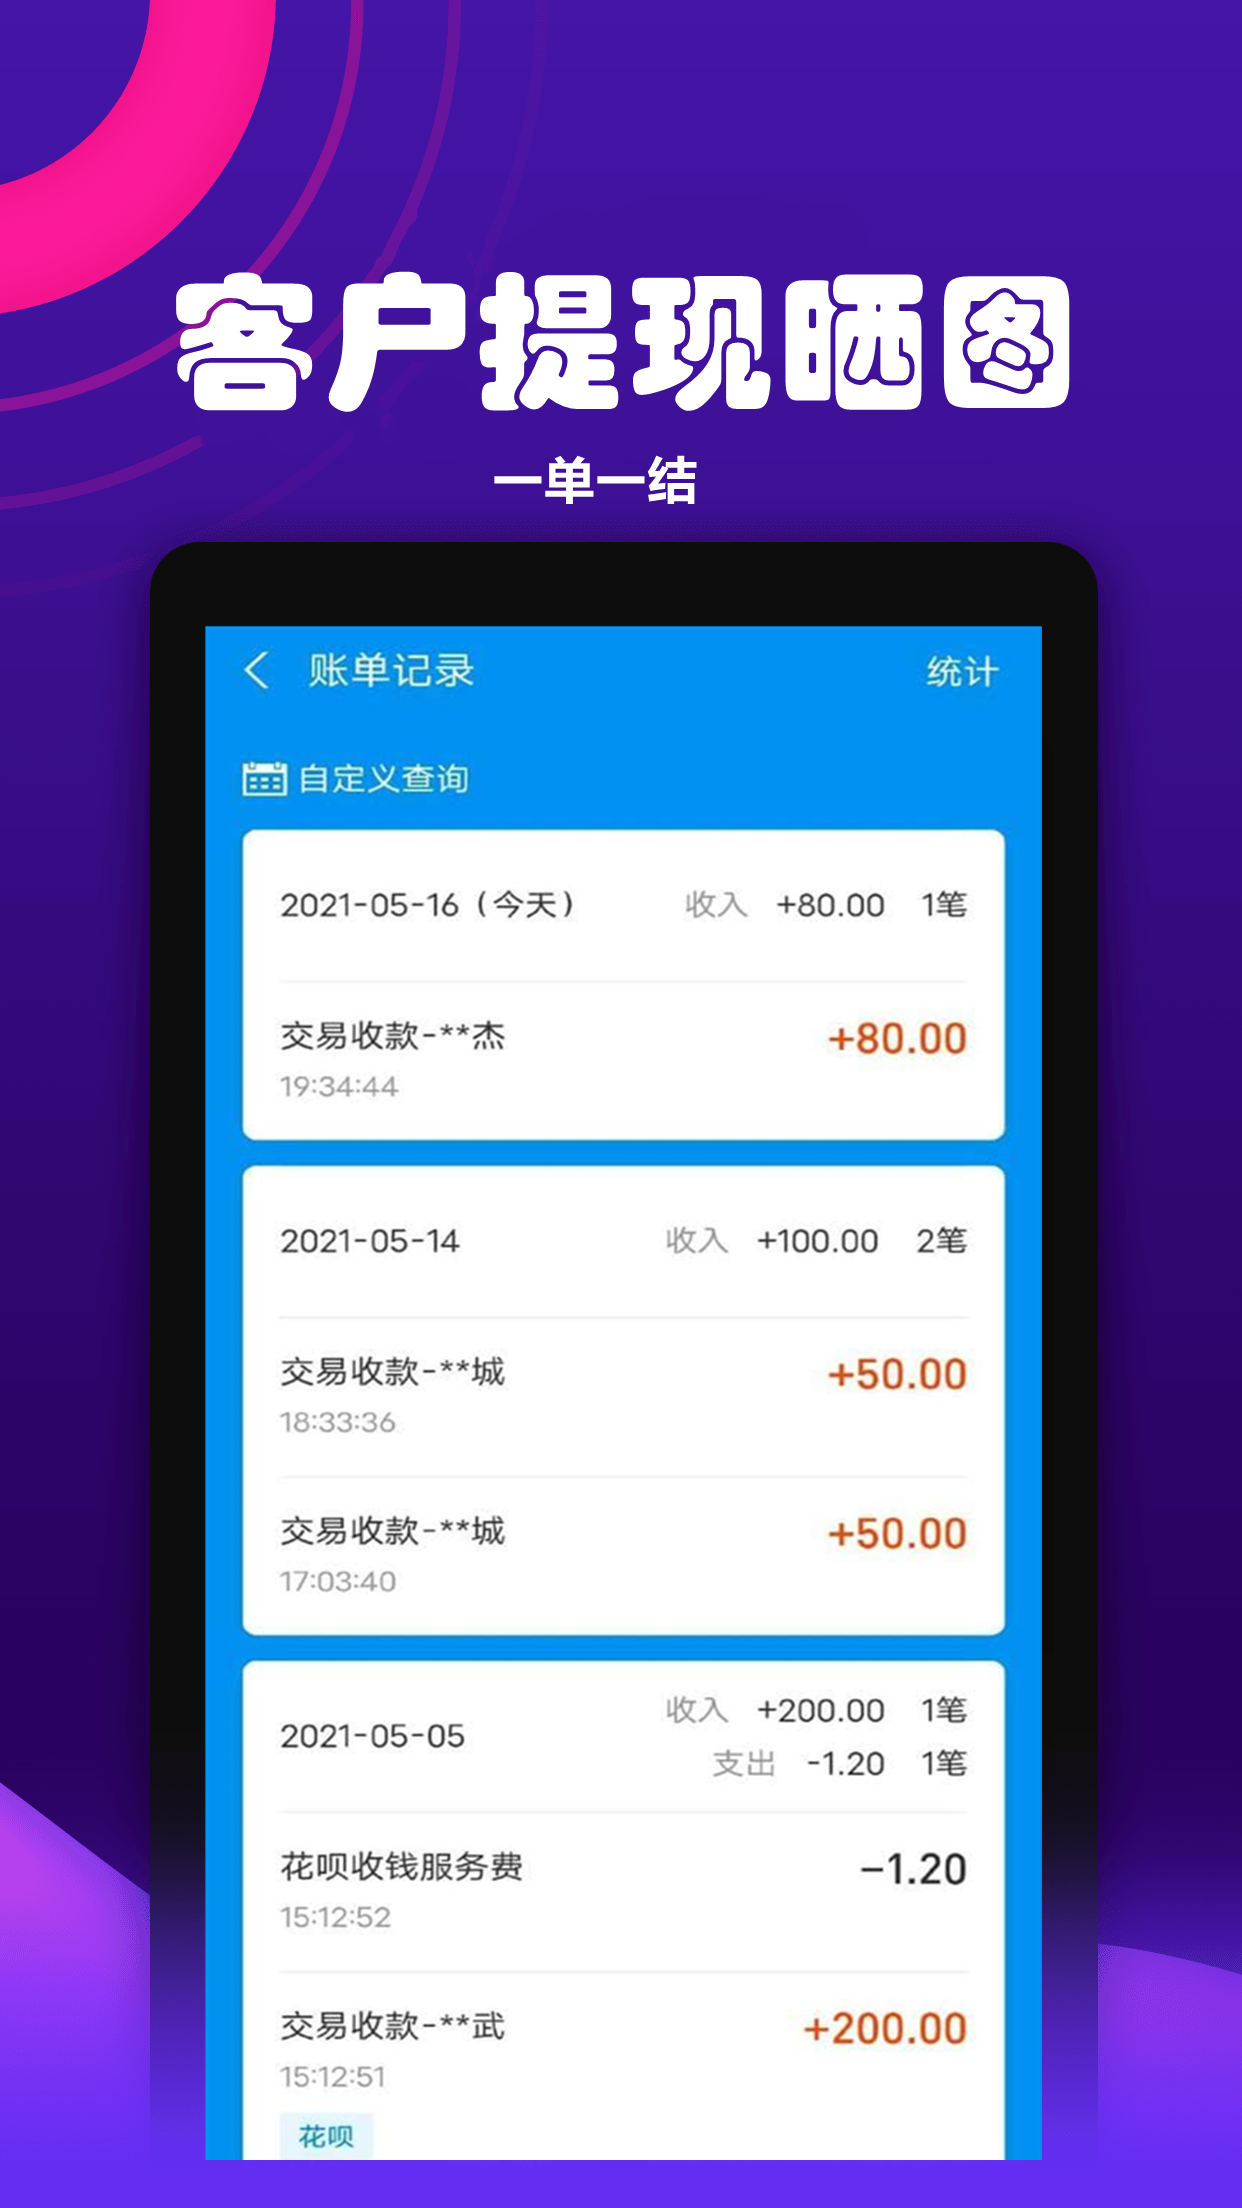 客户提现晒图
一单一结
账单记录 统计
自定义查询
2021-05-16（今天） 收入 +80.00 1笔
交易收款-**杰 +80.00
19:34:44
2021-05-14 收入 +100.00 2笔
交易收款-**城 +50.00
18:33:36
交易收款-**城 +50.00
17:03:40
收入 +200.00 1笔
2021-05-05
支出 -1.20 1笔
花呗收钱服务费 -1.20
15:12:52
交易收款-**武 +200.00
15:12:51
花呗